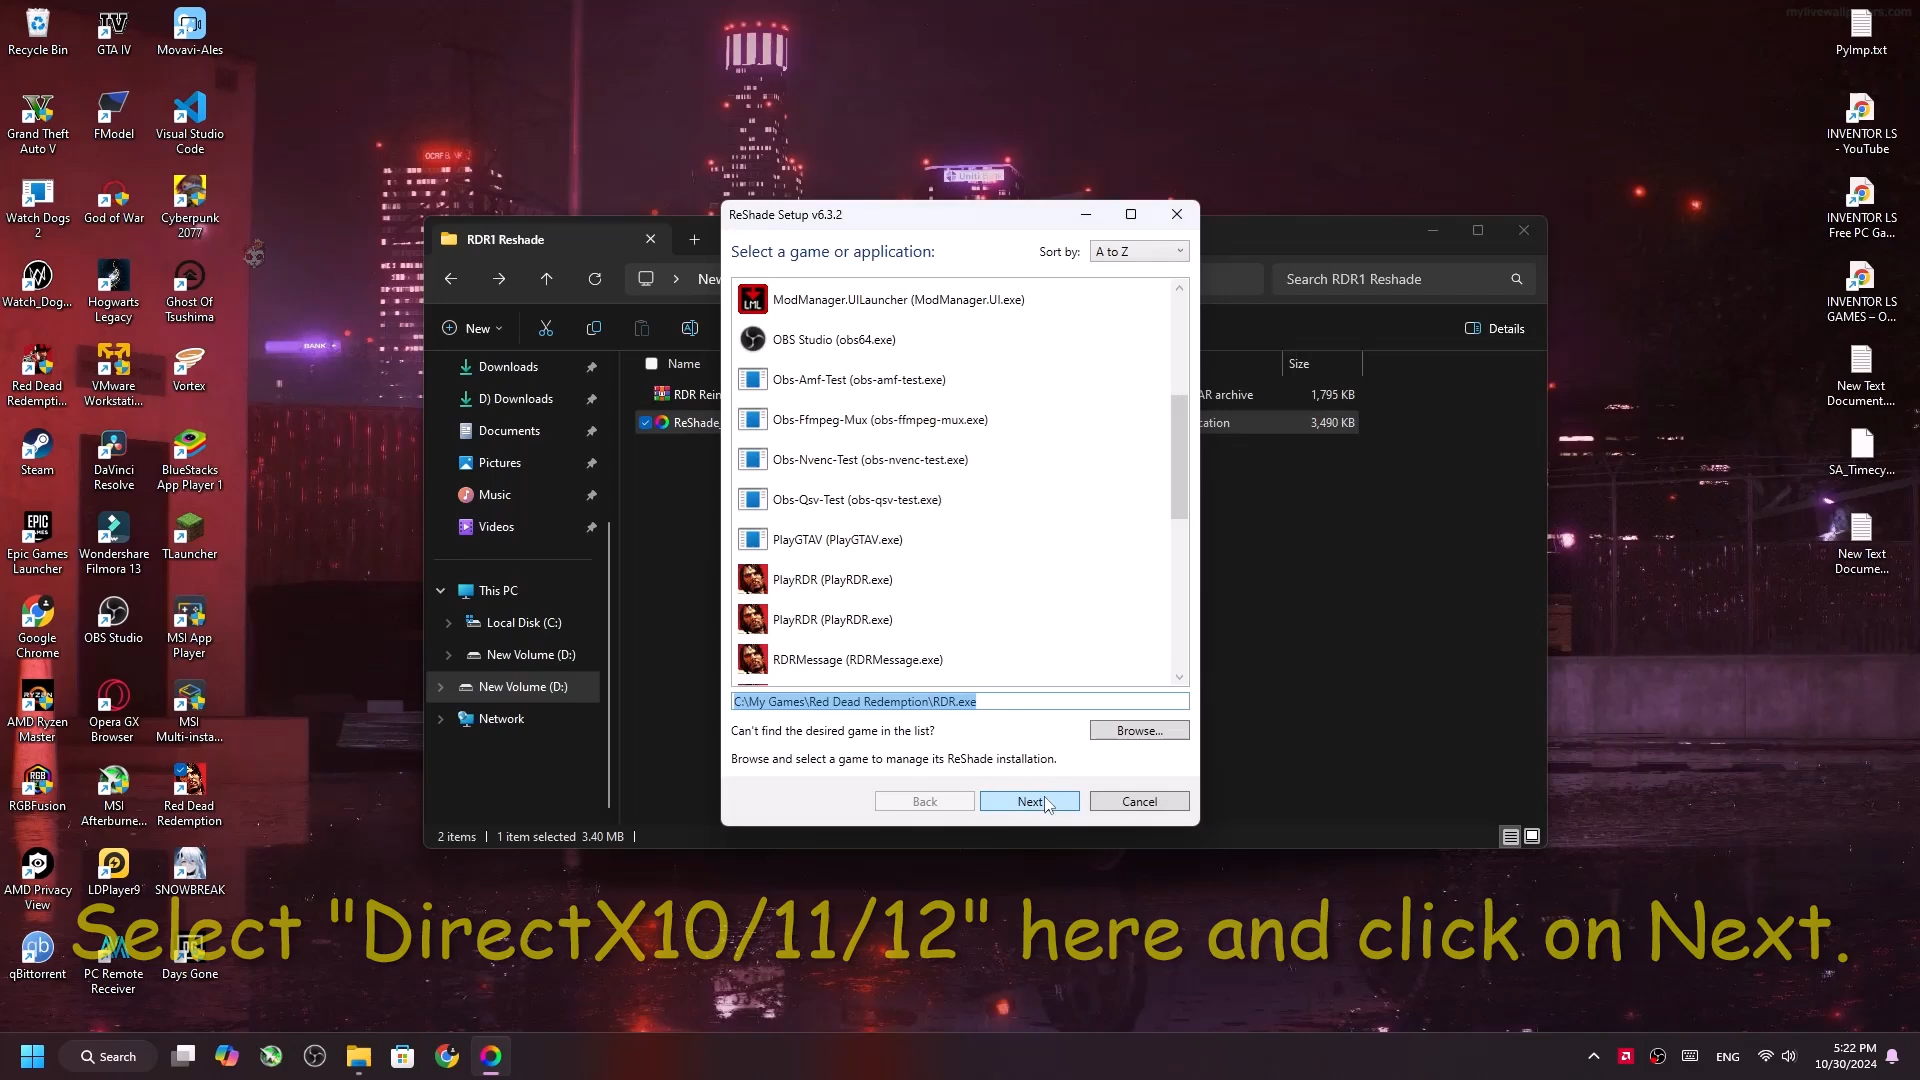 mylivewallpapers.com
Recycle Bin
GTA IV
Movavi-Ales
PyImp.txt
Grand Theft
Auto V
FModel
Visual Studio
Code
INVENTOR LS
- YouTube
Watch Dogs
2
God of War
Cyberpunk
2077
INVENTOR LS
Free PC Ga...
Watch_Dog...
Hogwarts
Legacy
Ghost Of
Tsushima
INVENTOR LS
GAMES – O...
Red Dead
Redempti...
VMware
Workstati...
Vortex
New Text
Document....
Steam
DaVinci
Resolve
BlueStacks
App Player 1
SA_Timecy...
Epic Games
Launcher
Wondershare
Filmora 13
TLauncher
New Text
Docume...
Google
Chrome
OBS Studio
MSI App
Player
AMD Ryzen
Master
Opera GX
Browser
MSI
Multi-insta...
RGBFusion
MSI
Afterburne...
Red Dead
Redemption
AMD Privacy
View
LDPlayer9
SNOWBREAK
qBittorrent
PC Remote
Receiver
Days Gone
BANK
RDR1 Reshade
New
Search RDR1 Reshade
New
Details
Downloads
D) Downloads
Documents
Pictures
Music
Videos
This PC
Local Disk (C:)
New Volume (D:)
New Volume (D:)
Network
Name
Size
RDR Rein
AR archive
1,795 KB
ReShade_
cation
3,490 KB
2 items
1 item selected 3.40 MB
ReShade Setup v6.3.2
Select a game or application:
Sort by:
A to Z
LML
ModManager.UILauncher (ModManager.UI.exe)
OBS Studio (obs64.exe)
Obs-Amf-Test (obs-amf-test.exe)
Obs-Ffmpeg-Mux (obs-ffmpeg-mux.exe)
Obs-Nvenc-Test (obs-nvenc-test.exe)
Obs-Qsv-Test (obs-qsv-test.exe)
PlayGTAV (PlayGTAV.exe)
PlayRDR (PlayRDR.exe)
PlayRDR (PlayRDR.exe)
RDRMessage (RDRMessage.exe)
C:\My Games\Red Dead Redemption\RDR.exe
Can't find the desired game in the list?
Browse...
Browse and select a game to manage its ReShade installation.
Back
Next
Cancel
Select "DirectX10/11/12" here and click on Next.
Search
ENG
5:22 PM
10/30/2024